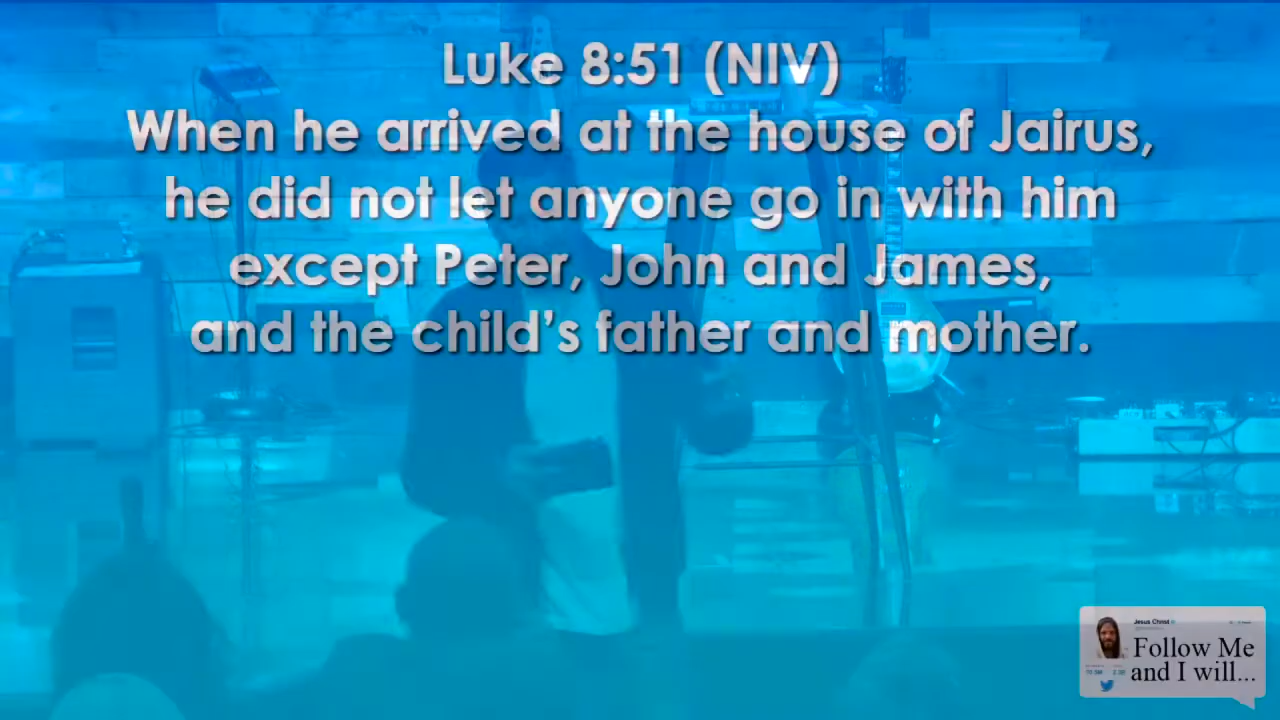 Luke 8:51 (NIV)
When he arrived at the house of Jairus,
he did not let anyone go in with him
except Peter, John and James,
and the child’s father and mother.
Jesus Christ
Follow Me
and I will...